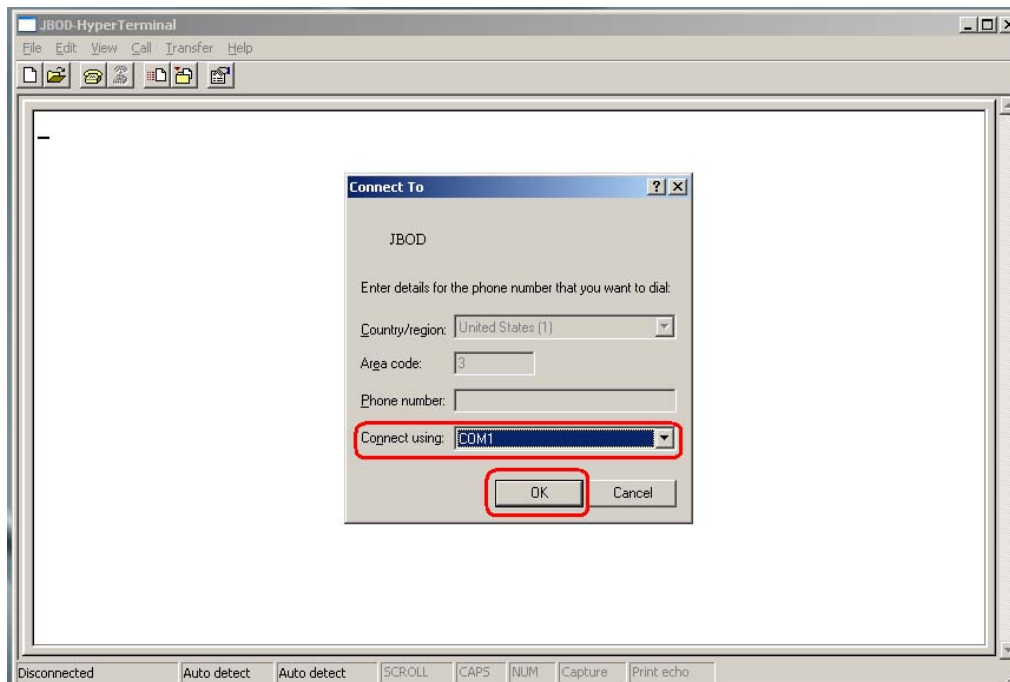 JBOD-HyperTerminal
File Edit View Call Transfer Help
Connect To
JBOD
Enter details for the phone number that you want to dial:
Country/region: United States (1)
Area code: 3
Phone number:
Connect using: COM1
OK Cancel
Disconnected Auto detect Auto detect SCROLL CAPS NUM Capture Print echo